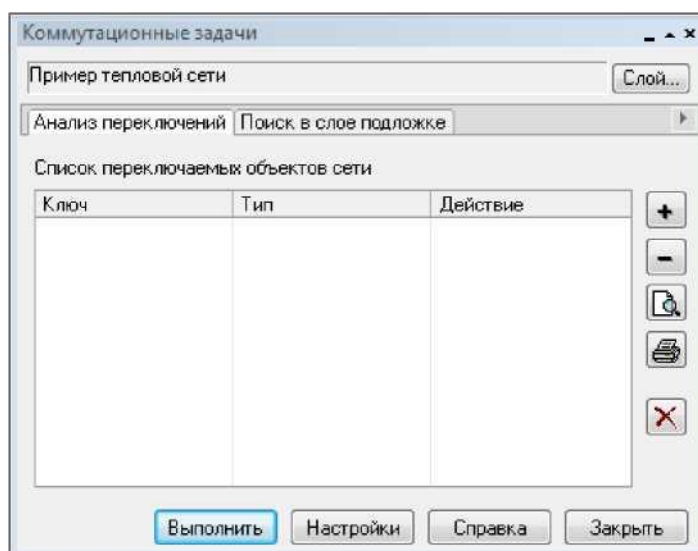 Коммутационные задачи
Пример тепловой сети
Слой...
Анализ переключений Поиск в слое подложке
Список переключаемых объектов сети
Ключ Тип Действие
Выполнить Настройки Справка Закрыть